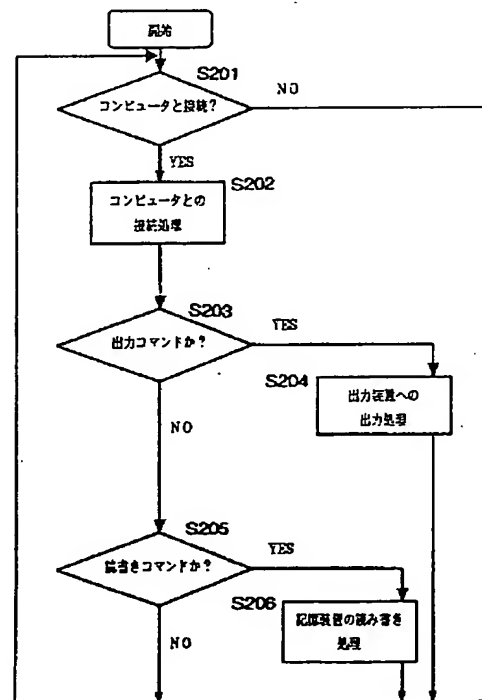 開始
S201
コンピュータと接続?
NO
YES
S202
コンピュータとの
接続処理
S203
出力コマンドか?
YES
S204
出力装置への
出力処理
NO
S205
読書きコマンドか?
YES
S206
記憶装置の読み書き
処理
NO